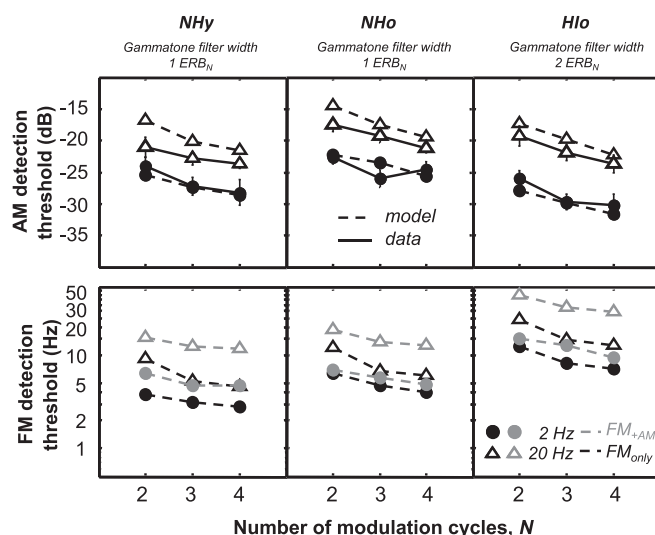 NHy
Gammatone filter width
1 ERB_N
NHo
Gammatone filter width
1 ERB_N
HIo
Gammatone filter width
2 ERB_N
AM detection
threshold (dB)
-15
-20
-25
-30
-35
model
data
FM detection
threshold (Hz)
50
30
20
10
5
2
1
2 Hz
FM+AM
20 Hz
FMonly
2 3 4 2 3 4 2 3 4
Number of modulation cycles, N